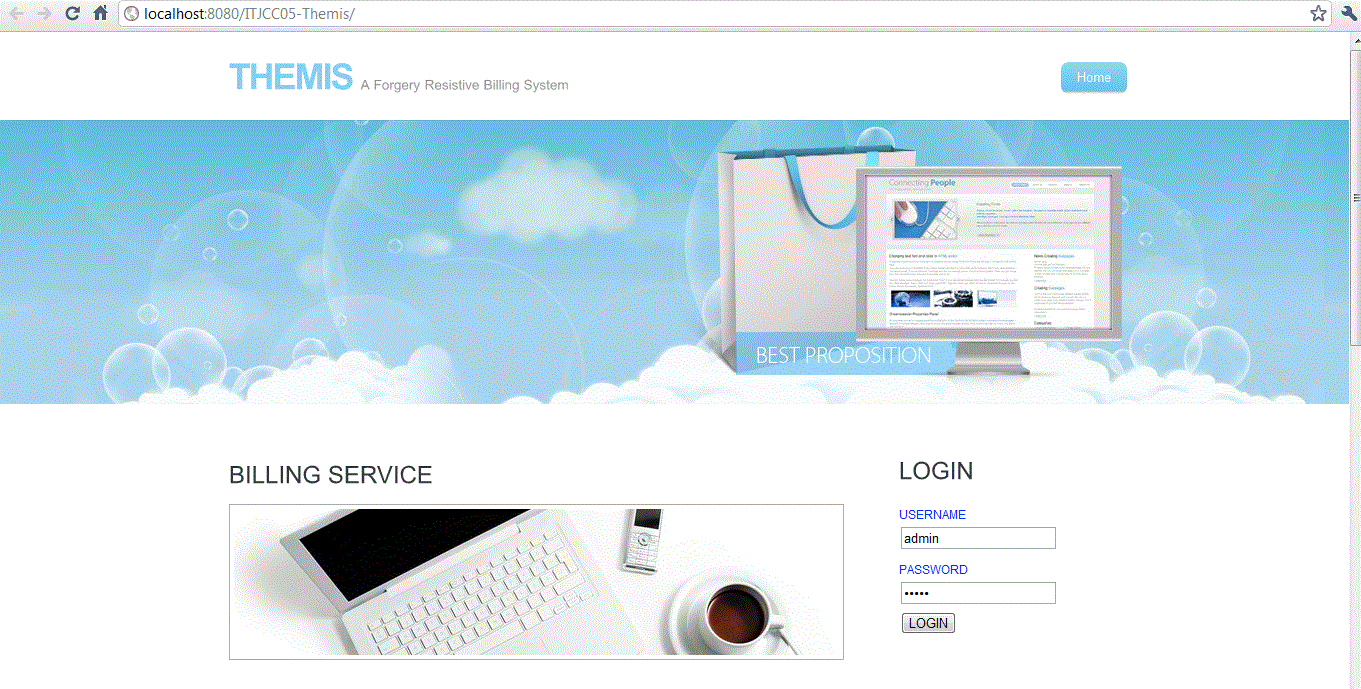 localhost:8080/ITJCC05-Themis/
THEMIS A Forgery Resistive Billing System
Home
Connecting People
BEST PROPOSITION
BILLING SERVICE
LOGIN
USERNAME
admin
PASSWORD
•••••
LOGIN